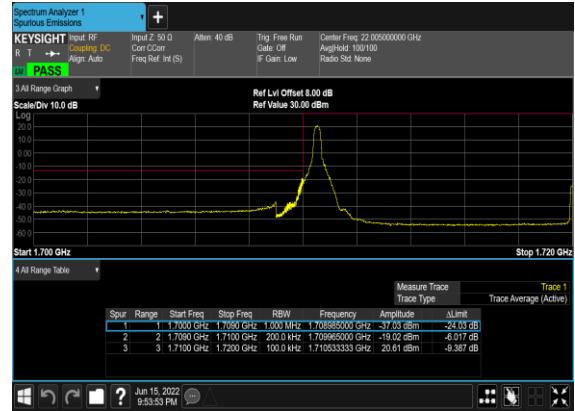 Spectrum Analyzer 1
Spurious Emissions
KEYSIGHT Input: RF Input Z: 50 Ω Atten: 40 dB Trig: Free Run Center Freq: 22.005000000 GHz
R T Coupling: DC Corr CCorr Gate: Off Avg|Hold: 100/100
Align: Auto Freq Ref: Int (S) IF Gain: Low Radio Std: None
LW PASS
3 All Range Graph
Ref Lvl Offset 8.00 dB
Scale/Div 10.0 dB Ref Value 30.00 dBm
Log
20.0
10.0
0.00
-10.0
-20.0
-30.0
-40.0
-50.0
-60.0
Start 1.700 GHz Stop 1.720 GHz
4 All Range Table
Measure Trace Trace 1
Trace Type Trace Average (Active)
Spur Range Start Freq Stop Freq RBW Frequency Amplitude ΔLimit
1 1 1.7000 GHz 1.7090 GHz 1.000 MHz 1.708985000 GHz -37.03 dBm -24.03 dB
2 2 1.7090 GHz 1.7100 GHz 200.0 kHz 1.709965000 GHz -19.02 dBm -6.017 dB
3 3 1.7100 GHz 1.7200 GHz 100.0 kHz 1.710533333 GHz 20.61 dBm -9.387 dB
? Jun 15, 2022
9:53:53 PM